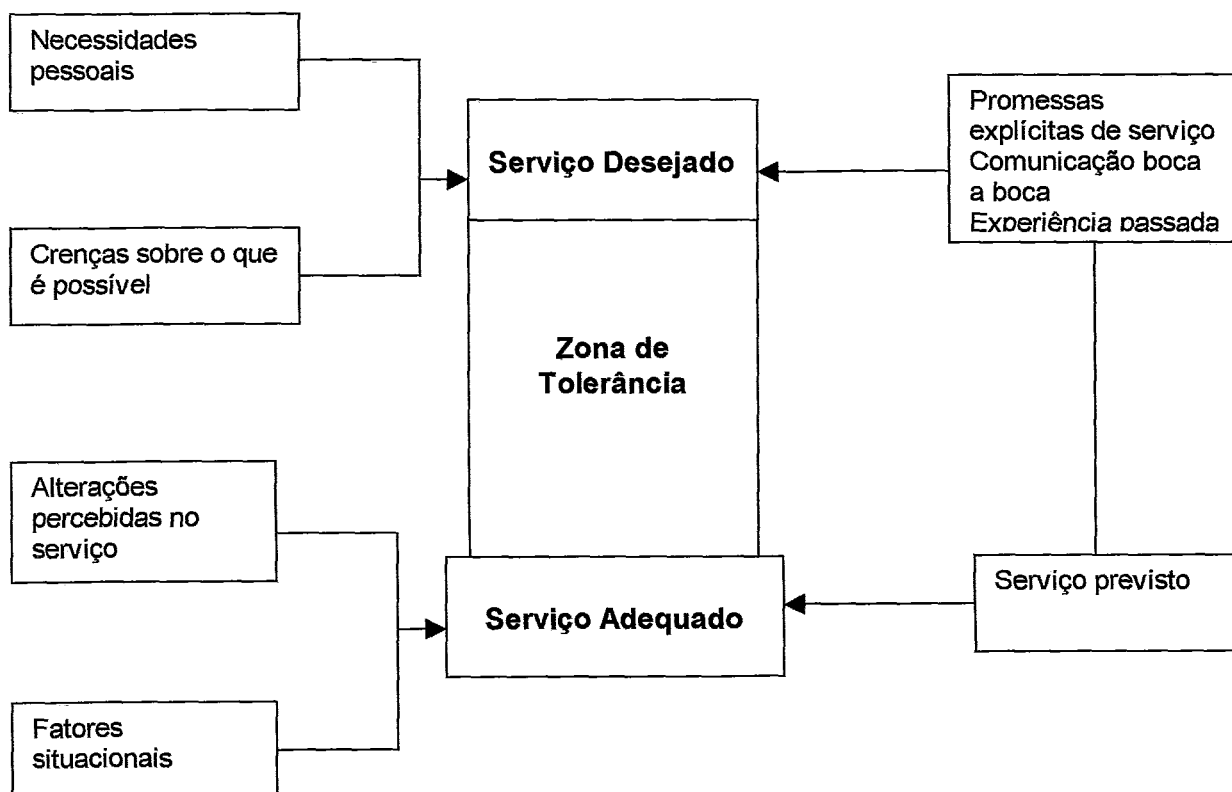 Necessidades
pessoais
Crenças sobre o que
é possível
Serviço Desejado
Zona de
Tolerância
Promessas
explícitas de serviço
Comunicação boca
a boca
Experiência passada
Alterações
percebidas no
serviço
Fatores
situacionais
Serviço Adequado
Serviço previsto